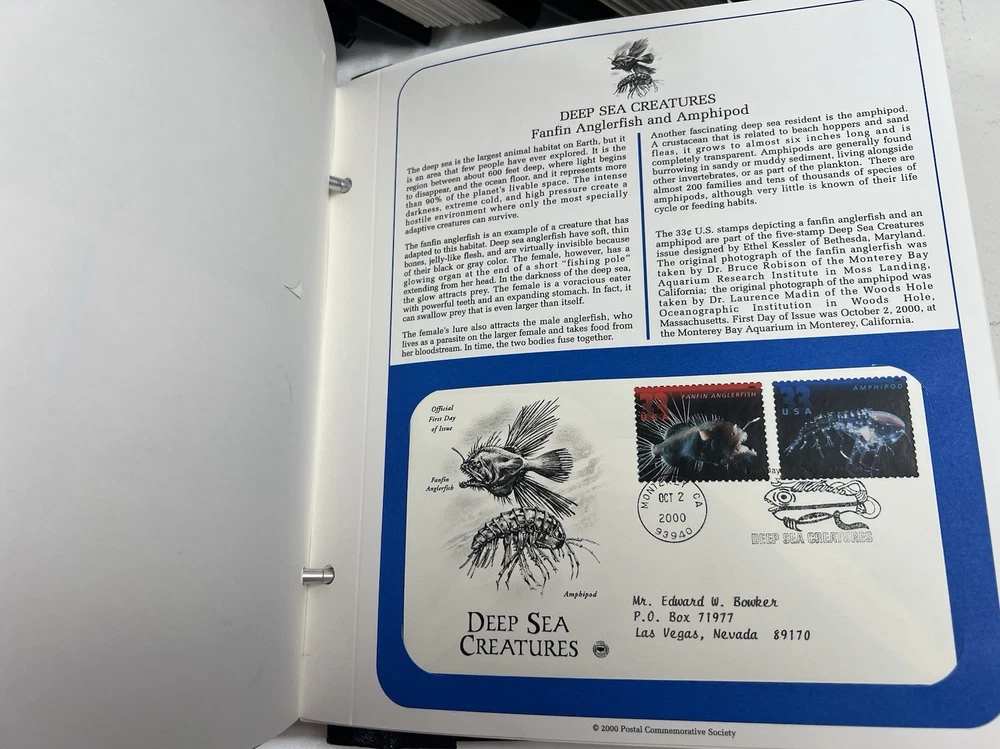 DEEP SEA CREATURES
Fanfin Anglerfish and Amphipod
The deep sea is the largest animal habitat on Earth, but it
is an area that few people have ever explored. It is the
region between about 600 feet deep, where light begins
to disappear, and the ocean floor, and it represents more
than 90% of the planet's livable space. The intense
darkness, extreme cold, and high pressure create a
hostile environment where only the most specially
adaptive creatures can survive.
The fanfin anglerfish is an example of a creature that has
adapted to this habitat. Deep sea anglerfish have soft, thin
bones, jelly-like flesh, and are virtually invisible because
of their black or gray color. The female, however, has a
glowing organ at the end of a short "fishing pole"
extending from her head. In the darkness of the deep sea,
the glow attracts prey. The female is a voracious eater
with powerful teeth and an expanding stomach. In fact, it
can swallow prey that is even larger than itself.
The female's lure also attracts the male anglerfish, who
lives as a parasite on the larger female and takes food from
her bloodstream. In time, the two bodies fuse together.
Another fascinating deep sea resident is the amphipod.
A crustacean that is related to beach hoppers and sand
fleas, it grows to almost six inches long and is
completely transparent. Amphipods are generally found
burrowing in sandy or muddy sediment, living alongside
other invertebrates, or as part of the plankton. There are
almost 200 families and tens of thousands of species of
amphipods, although very little is known of their life
cycle or feeding habits.
The 33¢ U.S. stamps depicting a fanfin anglerfish and an
amphipod are part of the five-stamp Deep Sea Creatures
issue designed by Ethel Kessler of Bethesda, Maryland.
The original photograph of the fanfin anglerfish was
taken by Dr. Bruce Robison of the Monterey Bay
Aquarium Research Institute in Moss Landing,
California; the original photograph of the amphipod was
taken by Dr. Laurence Madin of the Woods Hole
Oceanographic Institution in Woods Hole,
Massachusetts. First Day of Issue was October 2, 2000, at
the Monterey Bay Aquarium in Monterey, California.
Official
First Day
of Issue
Fanfin
Anglerfish
Amphipod
DEEP SEA
CREATURES
33
USA
FANFIN ANGLERFISH
33
USA
AMPHIPOD
CA
OCT 2
2000
93940
DEEP SEA CREATURES
Mr. Edward W. Bowker
P.O. Box 71977
Las Vegas, Nevada 89170
© 2000 Postal Commemorative Society